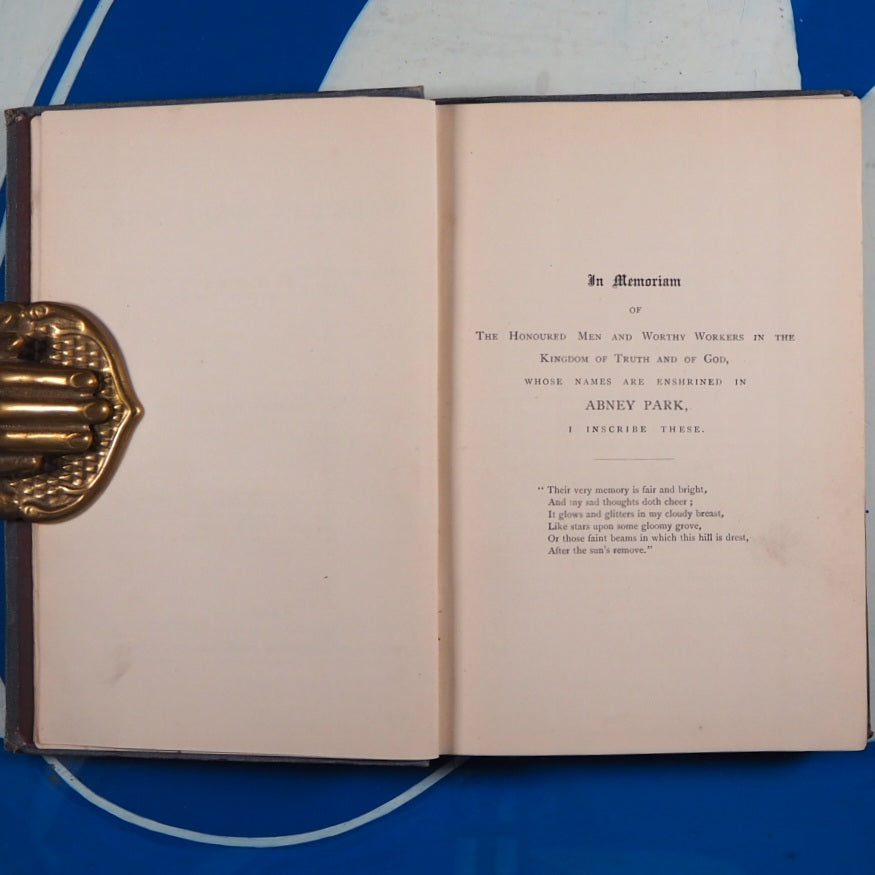 In Memoriam
OF
THE HONOURED MEN AND WORTHY WORKERS IN THE
KINGDOM OF TRUTH AND OF GOD,
WHOSE NAMES ARE ENSHRINED IN
ABNEY PARK,
I INSCRIBE THESE.
“Their very memory is fair and bright,
And my sad thoughts doth cheer ;
It glows and glitters in my cloudy breast,
Like stars upon some gloomy grove,
Or those faint beams in which this hill is drest,
After the sun's remove.”